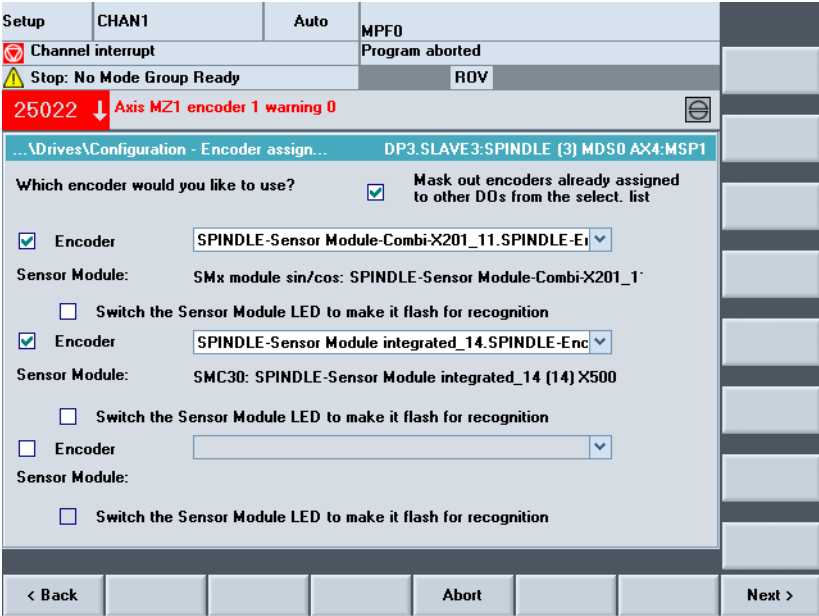 Setup CHAN1 Auto MPF0
Channel interrupt Program aborted
Stop: No Mode Group Ready ROV
25022 Axis MZ1 encoder 1 warning 0
...\Drives\Configuration - Encoder assign... DP3.SLAVE3:SPINDLE (3) MDS0 AX4:MSP1
Which encoder would you like to use? Mask out encoders already assigned
to other DOs from the select. list
Encoder SPINDLE-Sensor Module-Combi-X201_11.SPINDLE-En
Sensor Module: SMx module sin/cos: SPINDLE-Sensor Module-Combi-X201_1
Switch the Sensor Module LED to make it flash for recognition
Encoder SPINDLE-Sensor Module integrated_14.SPINDLE-Enc
Sensor Module: SMC30: SPINDLE-Sensor Module integrated_14 (14) X500
Switch the Sensor Module LED to make it flash for recognition
Encoder
Sensor Module:
Switch the Sensor Module LED to make it flash for recognition
< Back Abort Next >